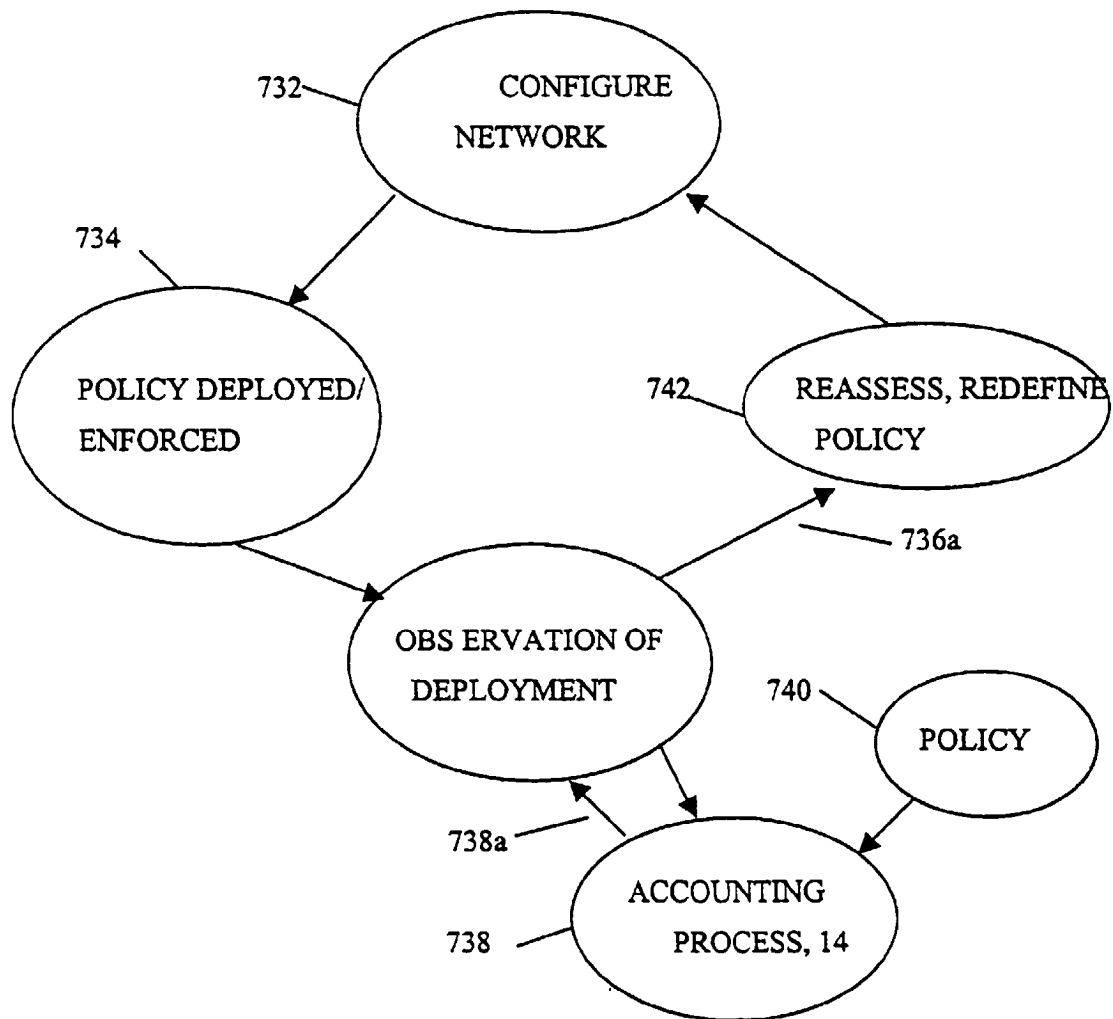 732
CONFIGURE
NETWORK
734
POLICY DEPLOYED/
ENFORCED
742
REASSESS, REDEFINE
POLICY
736a
OBS ERVATION OF
DEPLOYMENT
740
POLICY
738a
ACCOUNTING
PROCESS, 14
738